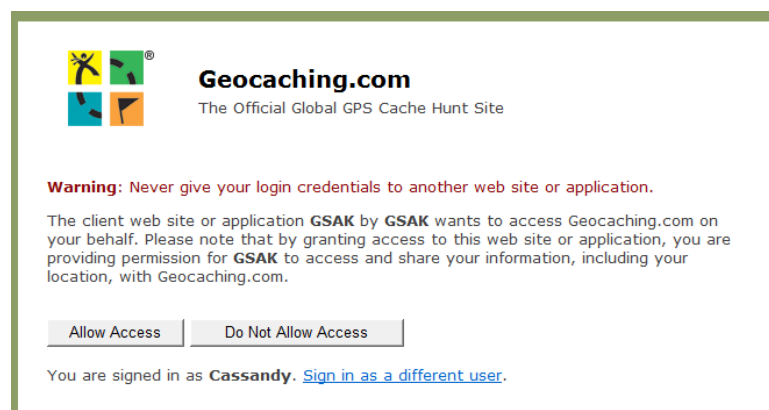 ®
Geocaching.com
The Official Global GPS Cache Hunt Site
Warning: Never give your login credentials to another web site or application.
The client web site or application GSAK by GSAK wants to access Geocaching.com on
your behalf. Please note that by granting access to this web site or application, you are
providing permission for GSAK to access and share your information, including your
location, with Geocaching.com.
Allow Access Do Not Allow Access
You are signed in as Cassandy. Sign in as a different user.